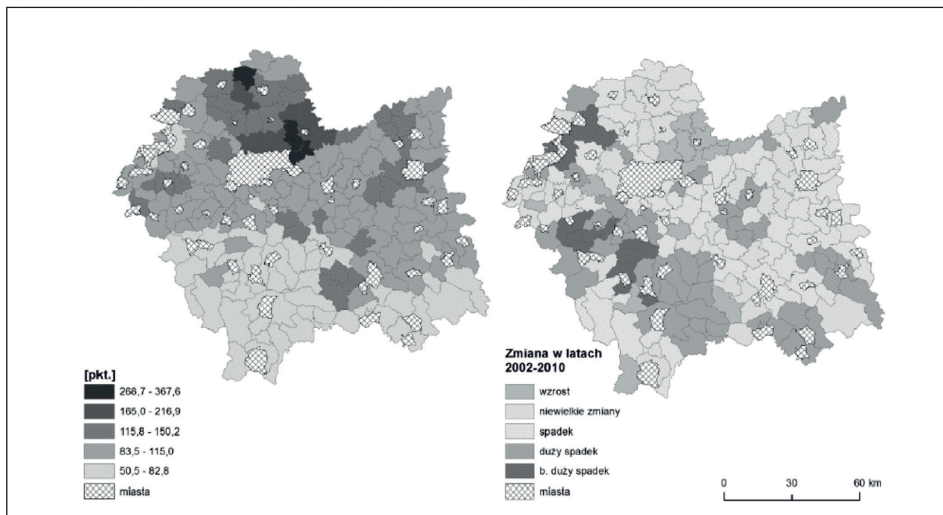 [pkt.]
268,7 - 367,6
165,0 - 216,9
115,8 - 150,2
83,5 - 115,0
50,5 - 82,8
miasta
Zmiana w latach
2002-2010
wzrost
niewielkie zmiany
spadek
duży spadek
b. duży spadek
miasta
0 30 60 km